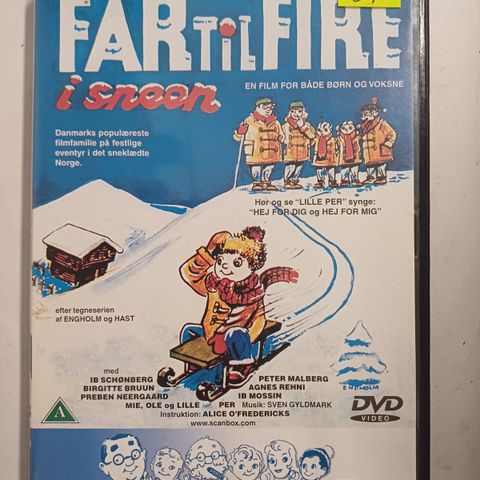 FAR TIL FIRE
i sneen
EN FILM FOR BÅDE BØRN OG VOKSNE
Danmarks populæreste
filmfamilie på festlige
eventyr i det sneklædte
Norge.
Hør og se "LILLE PER" synge:
"HEJ FOR DIG og HEJ FOR MIG"
efter tegneserien
af ENGHOLM og HAST
ENGHOLM
med
IB SCHØNBERG
PETER MALBERG
BIRGITTE BRUUN
AGNES REHNI
PREBEN NEERGAARD
IB MOSSIN
MIE, OLE og LILLE PER
Musik: SVEN GYLDMARK
Instruktion: ALICE O'FREDERICKS
www.scanbox.com
A
DVD
VIDEO